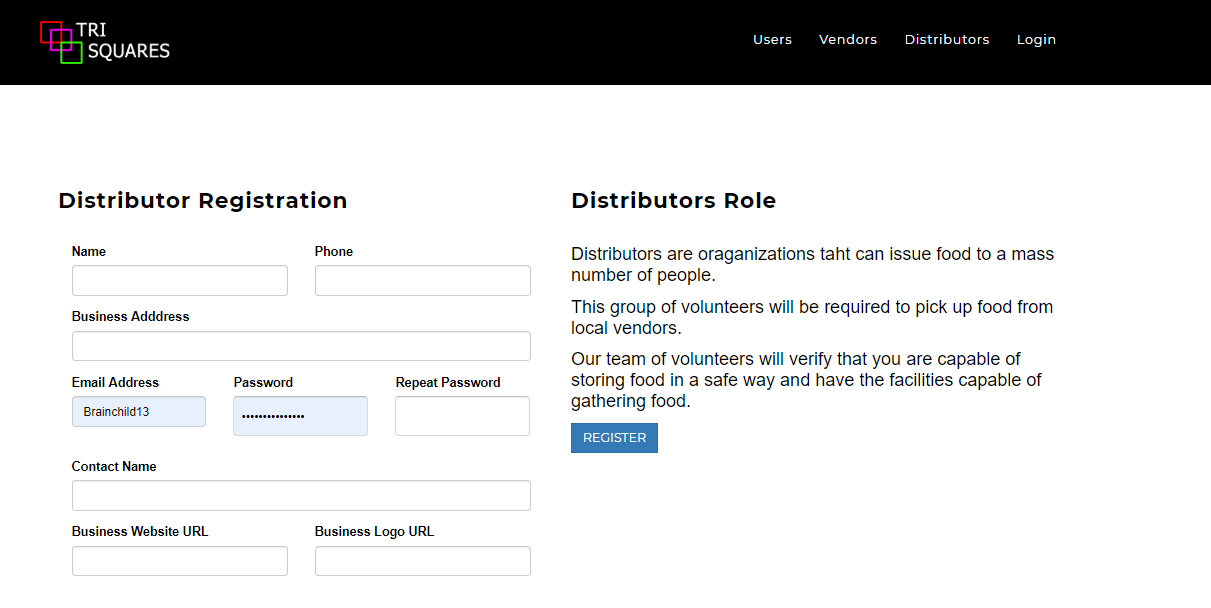 TRI
SQUARES
Users Vendors Distributors Login
Distributor Registration
Name Phone
Business Adddress
Email Address Password Repeat Password
Brainchild13 •••••••••••••••
Contact Name
Business Website URL Business Logo URL
Distributors Role
Distributors are oraganizations taht can issue food to a mass
number of people.
This group of volunteers will be required to pick up food from
local vendors.
Our team of volunteers will verify that you are capable of
storing food in a safe way and have the facilities capable of
gathering food.
REGISTER